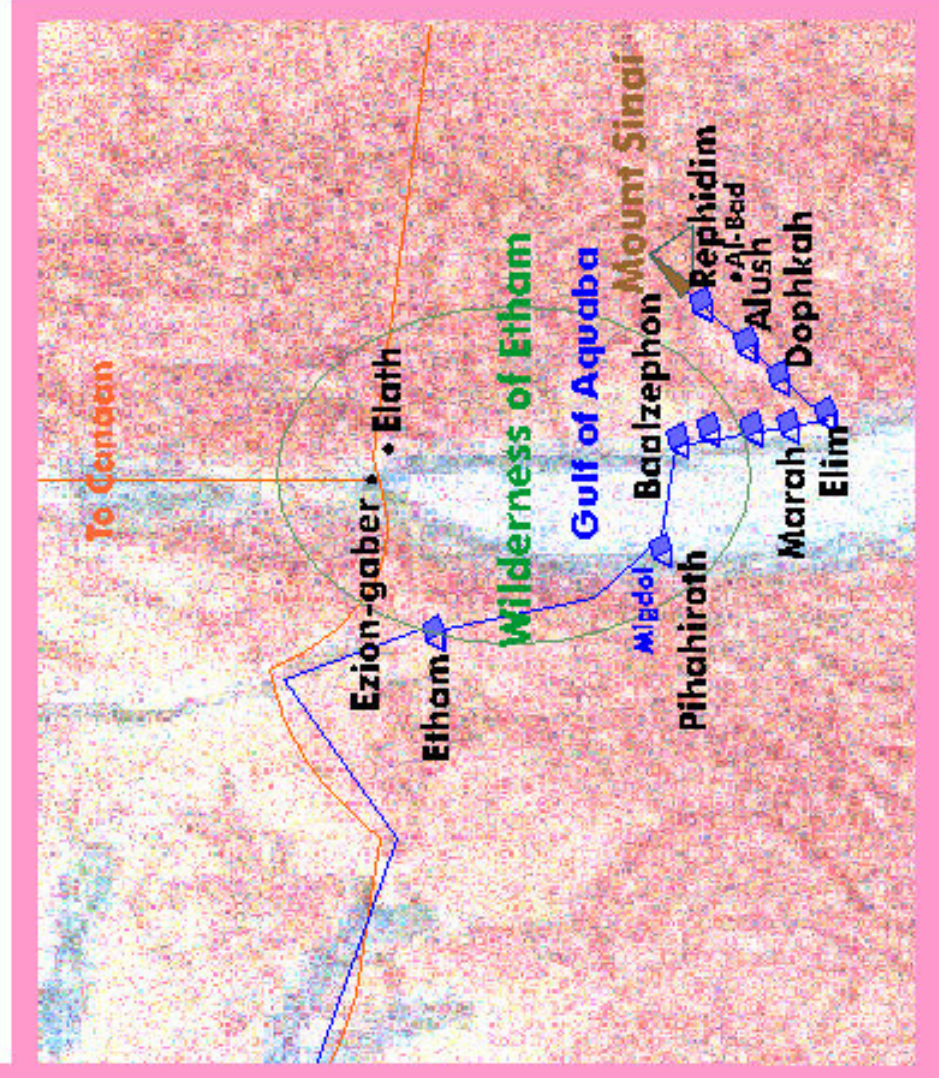 To Canaan
Mount Sinai
Rephidim
Al-Bad
Alush
Dophkah
Elath
Wilderness of Etham
Gulf of Aquaba
Baalzephon
Ezion-gaber
Etham
Migdol
Pihahiroth
Marah
Elim